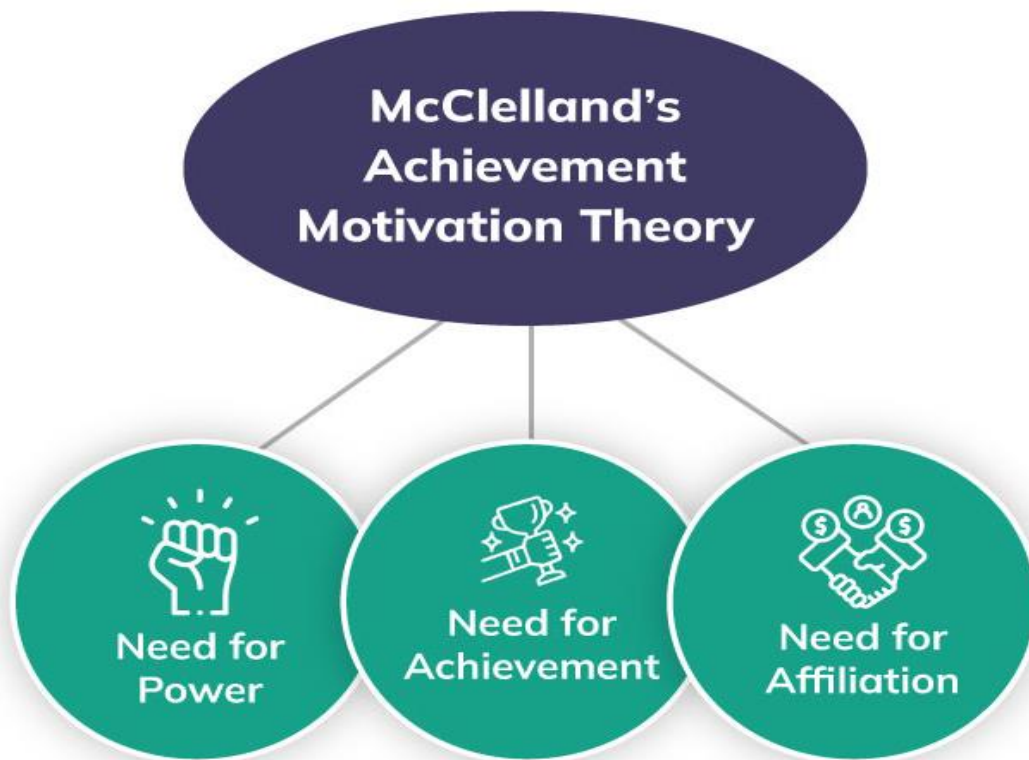 McClelland’s
Achievement
Motivation Theory
Need for
Power
Need for
Achievement
Need for
Affiliation
$
$